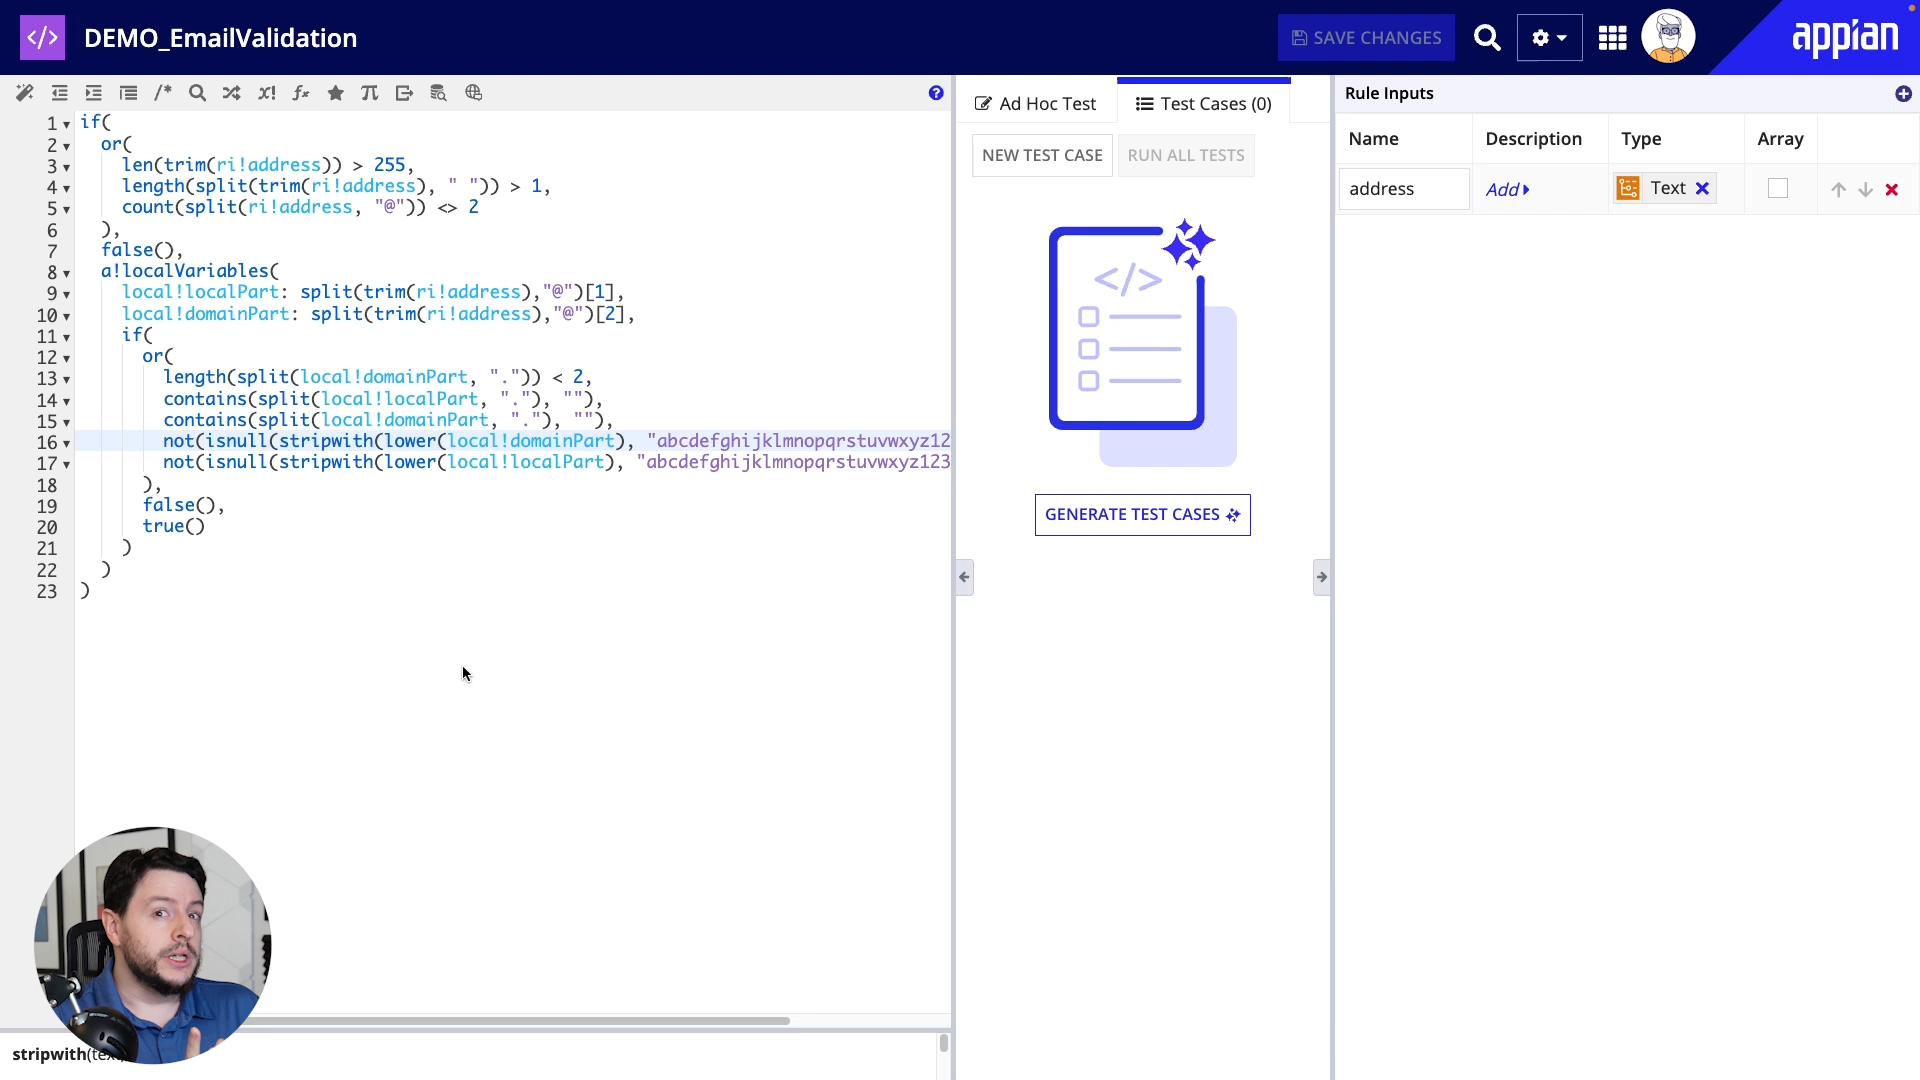 </> DEMO_EmailValidation
SAVE CHANGES
appian
/*
x!
fx
π
?
1 if(
2 or(
3 len(trim(ri!address)) > 255,
4 length(split(trim(ri!address), " ")) > 1,
5 count(split(ri!address, "@")) <> 2
6 ),
7 false(),
8 a!localVariables(
9 local!localPart: split(trim(ri!address),"@")[1],
10 local!domainPart: split(trim(ri!address),"@")[2],
11 if(
12 or(
13 length(split(local!domainPart, ".")) < 2,
14 contains(split(local!localPart, "."), ""),
15 contains(split(local!domainPart, "."), ""),
16 not(isnull(stripwith(lower(local!domainPart), "abcdefghijklmnopqrstuvwxyz12
17 not(isnull(stripwith(lower(local!localPart), "abcdefghijklmnopqrstuvwxyz123
18 ),
19 false(),
20 true()
21 )
22 )
23 )
stripwith(
Ad Hoc Test
Test Cases (0)
NEW TEST CASE
RUN ALL TESTS
</>
GENERATE TEST CASES
Rule Inputs
Name Description Type Array
address Add Text